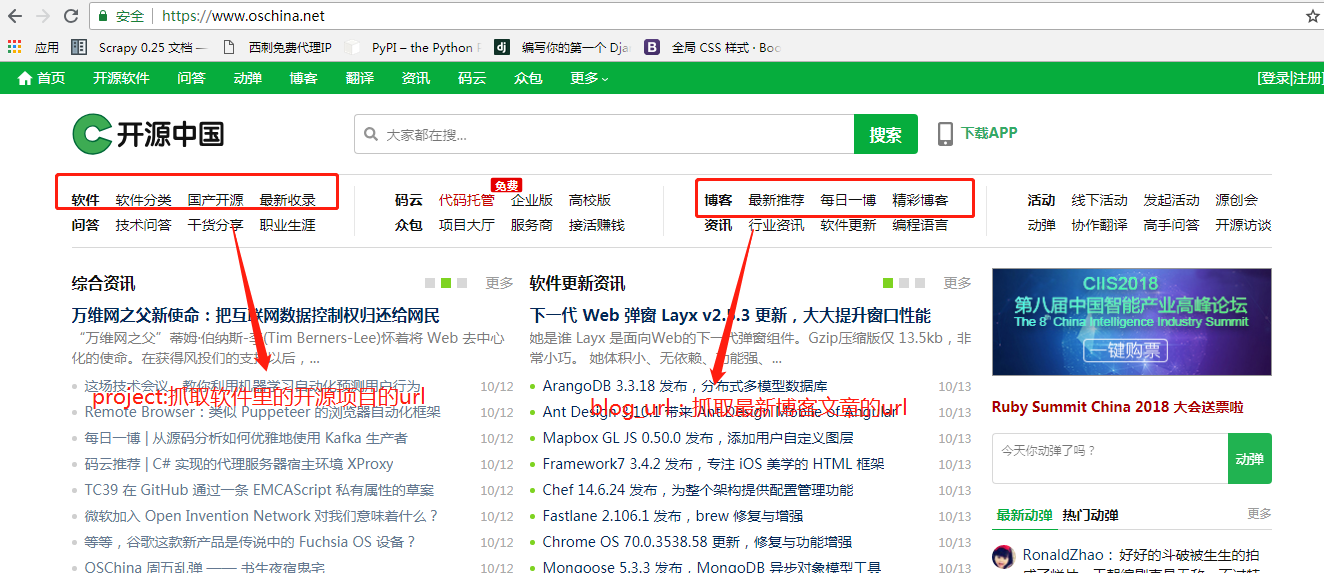 安全 https://www.oschina.net
应用 Scrapy 0.25 文档 — 西刺免费代理IP PyPI – the Python 编写你的第一个 Dja 全局 CSS 样式 · Boo
首页 开源软件 问答 动弹 博客 翻译 资讯 码云 众包 更多 [登录|注册]
开源中国 大家都在搜... 搜索 下载APP
免费
软件 软件分类 国产开源 最新收录 码云 代码托管 企业版 高校版 博客 最新推荐 每日一博 精彩博客 活动 线下活动 发起活动 源创会
问答 技术问答 干货分享 职业生涯 众包 项目大厅 服务商 接活赚钱 资讯 行业资讯 软件更新 编程语言 动弹 协作翻译 高手问答 开源访谈
综合资讯 更多
万维网之父新使命：把互联网数据控制权归还给网民
“万维网之父”蒂姆·伯纳斯-李(Tim Berners-Lee)怀着将 Web 去中心
化的使命。在获得风投们的支持以后，...
这场技术会议，教你利用机器学习自动化预测用户行为 10/12
project:抓取软件里的开源项目的url
Remote Browser：类似 Puppeteer 的浏览器自动化框架 10/12
每日一博 | 从源码分析如何优雅地使用 Kafka 生产者 10/12
码云推荐 | C# 实现的代理服务器宿主环境 XProxy 10/12
TC39 在 GitHub 通过一条 EMCAScript 私有属性的草案 10/12
微软加入 Open Invention Network 对我们意味着什么？ 10/12
等等，谷歌这款新产品是传说中的 Fuchsia OS 设备？ 10/12
OSChina 周五乱弹 —— 书生夜宿鬼宅 10/12
软件更新资讯 更多
下一代 Web 弹窗 Layx v2.5.3 更新，大大提升窗口性能
她是谁 Layx 是面向Web的下一代弹窗组件。Gzip压缩版仅 13.5kb，非
常小巧。 她体积小、无依赖、功能强、...
ArangoDB 3.3.18 发布，分布式多模型数据库 10/13
blog_url : 抓取最新博客文章的url
Ant Design 3.10.1 带来 Ant Design Mobile of Angular 10/13
Mapbox GL JS 0.50.0 发布，添加用户自定义图层 10/13
Framework7 3.4.2 发布，专注 iOS 美学的 HTML 框架 10/13
Chef 14.6.24 发布，为整个架构提供配置管理功能 10/13
Fastlane 2.106.1 发布，brew 修复与增强 10/13
Chrome OS 70.0.3538.58 更新，修复与功能增强 10/13
Mongoose 5.3.3 发布，MongoDB 异步对象模型工具 10/13
CIIS2018
第八届中国智能产业高峰论坛
The 8th China Intelligence Industry Summit
一键购票
Ruby Summit China 2018 大会送票啦
今天你动弹了吗？ 动弹
最新动弹 热门动弹 更多
RonaldZhao：好好的斗破被生生的拍